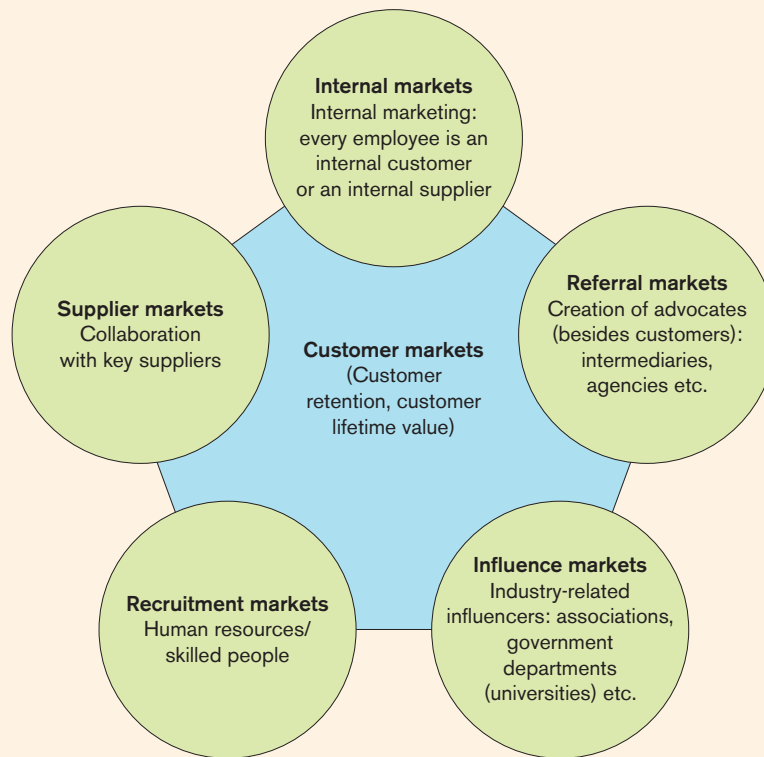 Internal markets
Internal marketing:
every employee is an
internal customer
or an internal supplier
Supplier markets
Collaboration
with key suppliers
Customer markets
(Customer
retention, customer
lifetime value)
Referral markets
Creation of advocates
(besides customers):
intermediaries,
agencies etc.
Recruitment markets
Human resources/
skilled people
Influence markets
Industry-related
influencers: associations,
government
departments
(universities) etc.